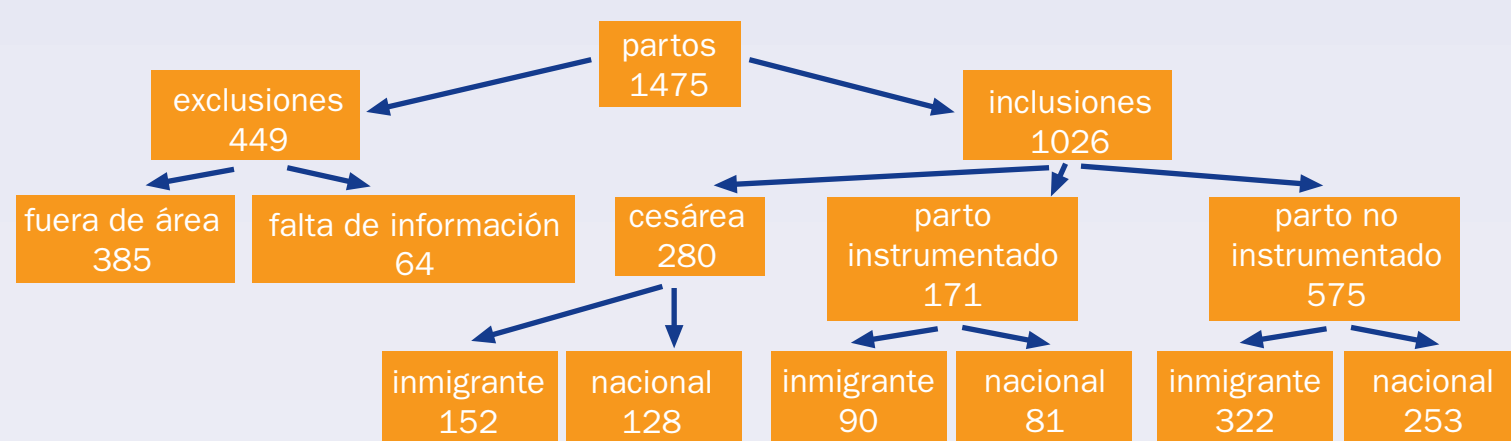 partos
1475
exclusiones
449
inclusiones
1026
fuera de área
385
falta de información
64
cesárea
280
parto
instrumentado
171
parto no
instrumentado
575
inmigrante
152
nacional
128
inmigrante
90
nacional
81
inmigrante
322
nacional
253